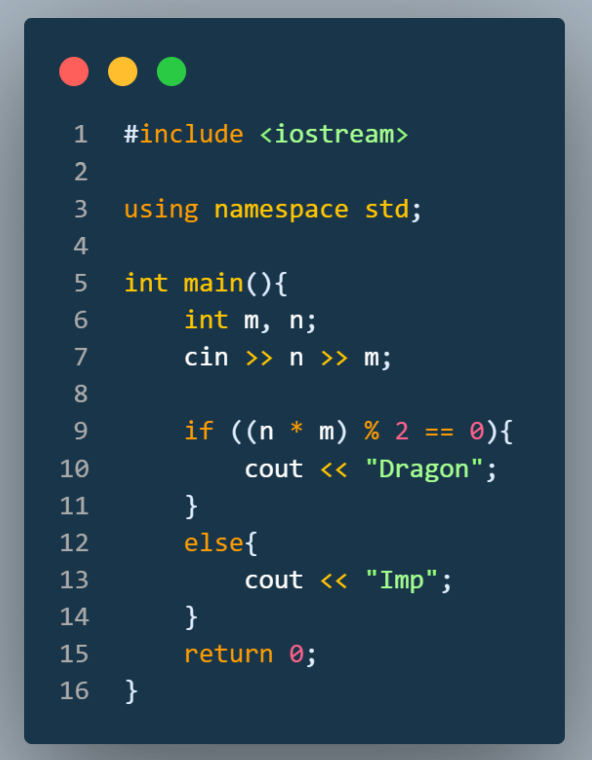 1 #include <iostream>
2
3 using namespace std;
4
5 int main(){
6     int m, n;
7     cin >> n >> m;
8
9     if ((n * m) % 2 == 0){
10         cout << "Dragon";
11     }
12     else{
13         cout << "Imp";
14     }
15     return 0;
16 }